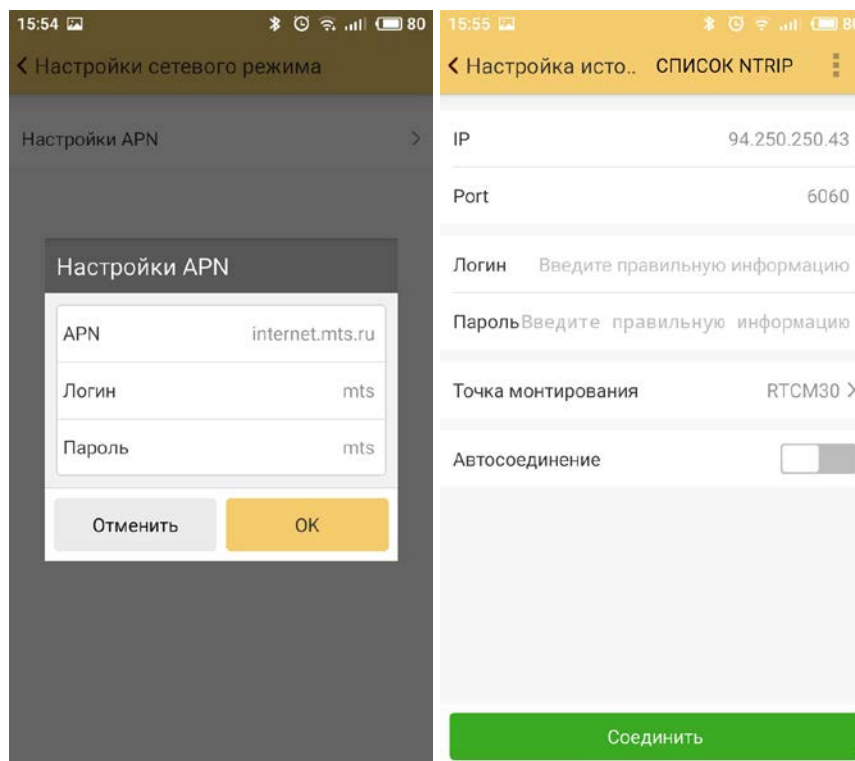 15:54 80
Настройки сетевого режима
Настройки APN
Настройки APN
APN internet.mts.ru
Логин mts
Пароль mts
Отменить OK
15:55 80
Настройка исто.. СПИСОК NTRIP
IP 94.250.250.43
Port 6060
Логин Введите правильную информацию
Пароль Введите правильную информацию
Точка монтирования RTCM30
Автосоединение
Соединить